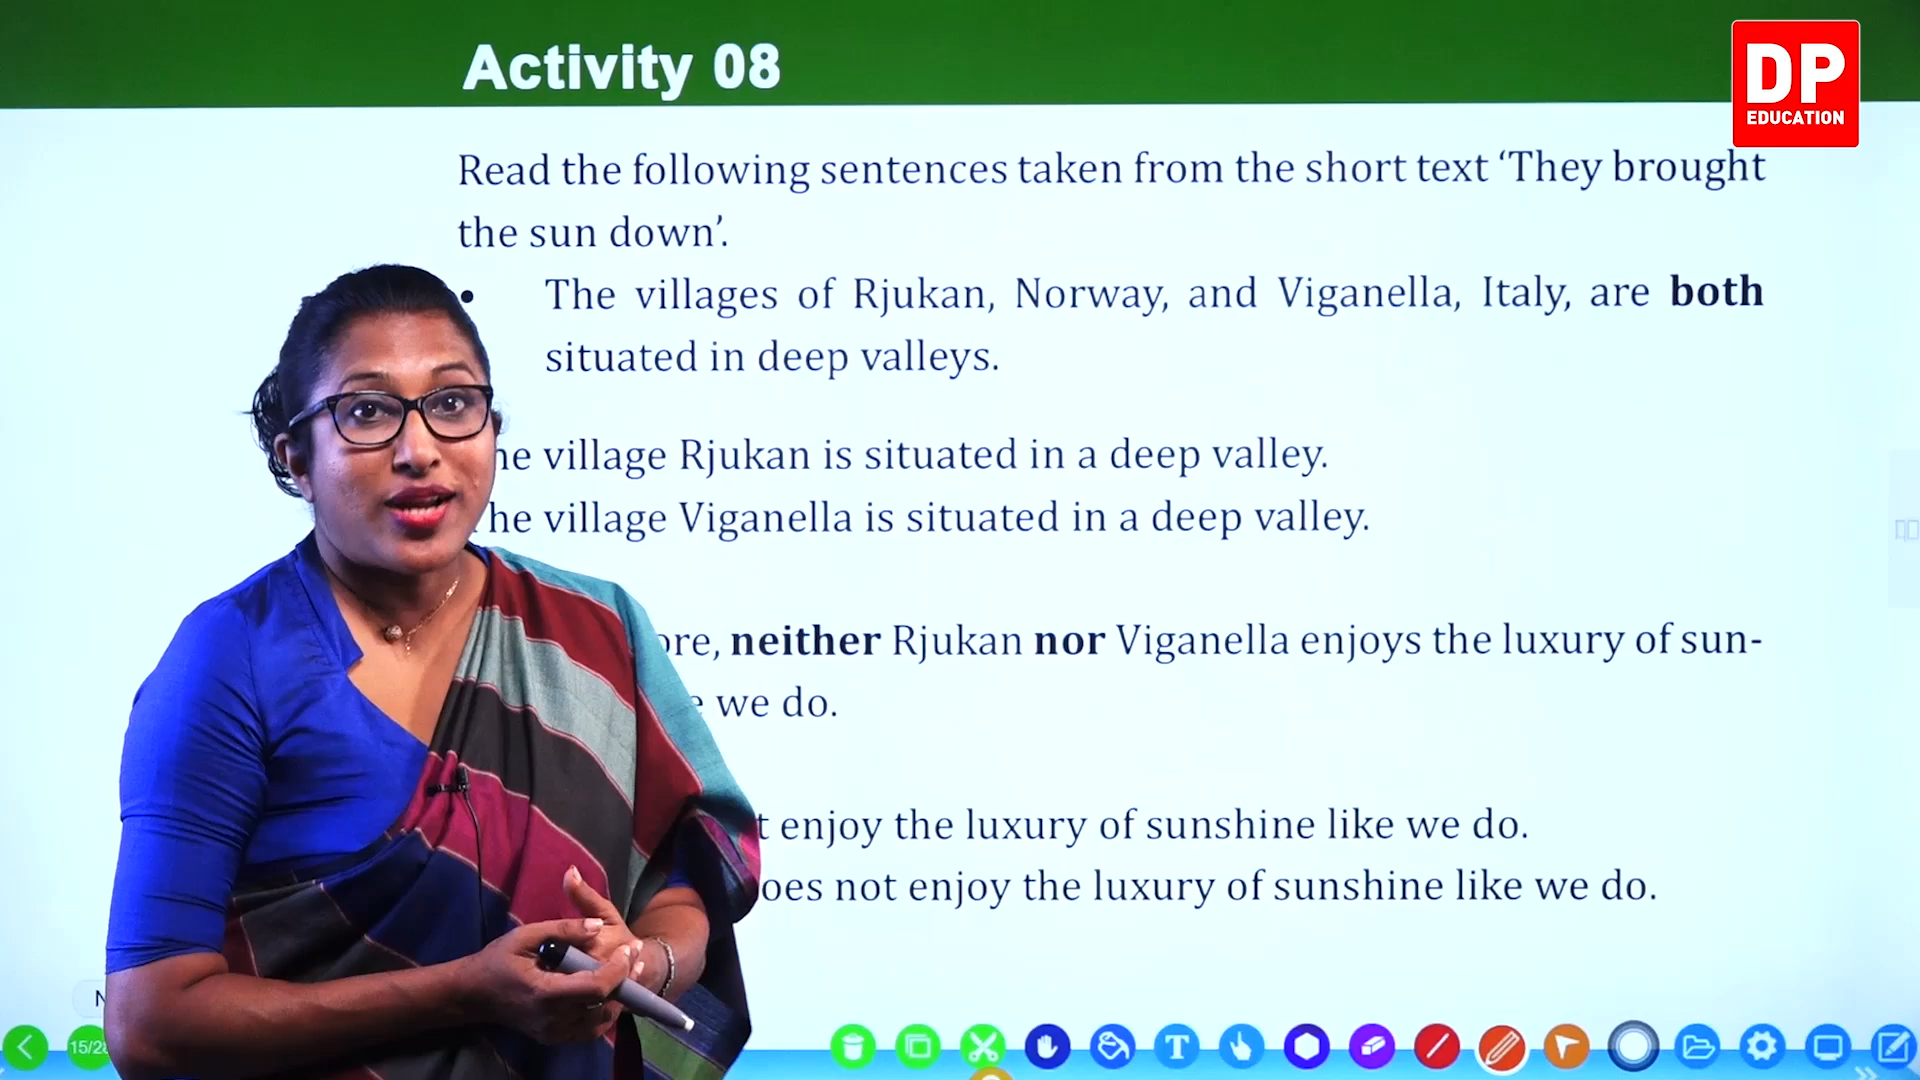 Activity 08
DP
EDUCATION
Read the following sentences taken from the short text ‘They brought
the sun down’.
• The villages of Rjukan, Norway, and Viganella, Italy, are both
situated in deep valleys.
he village Rjukan is situated in a deep valley.
he village Viganella is situated in a deep valley.
ore, neither Rjukan nor Viganella enjoys the luxury of sun-
e we do.
t enjoy the luxury of sunshine like we do.
oes not enjoy the luxury of sunshine like we do.
N
15/28
T